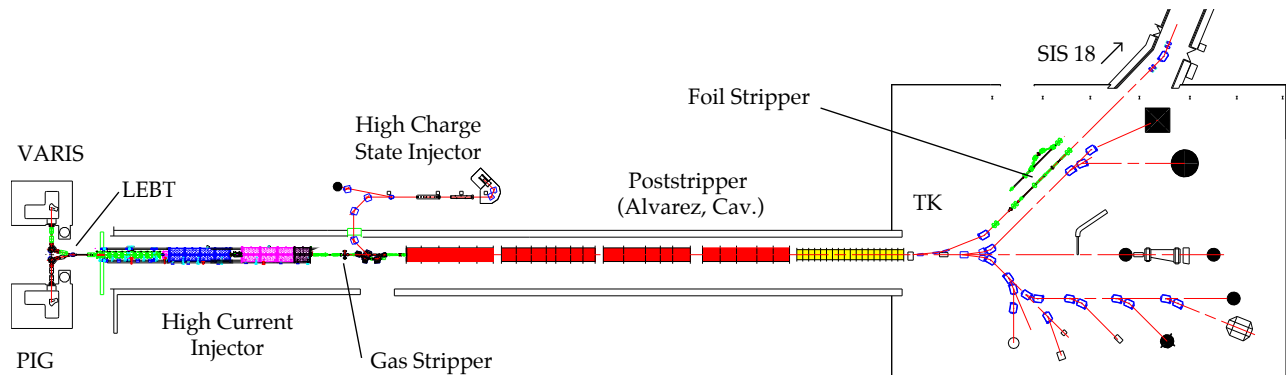 SIS 18
Foil Stripper
High Charge
State Injector
VARIS
LEBT
Poststripper
(Alvarez, Cav.)
TK
High Current
Injector
PIG
Gas Stripper